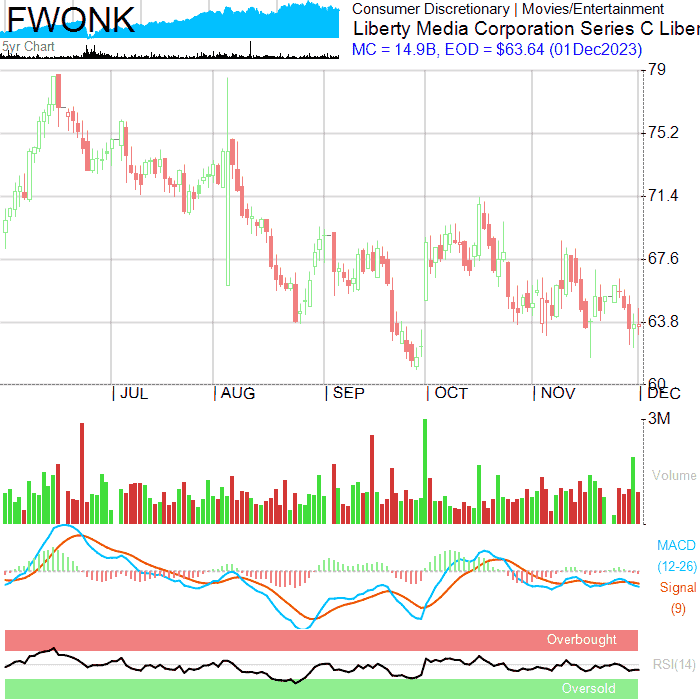 FWONK
Consumer Discretionary | Movies/Entertainment
Liberty Media Corporation Series C Liber
MC = 14.9B, EOD = $63.64 (01Dec2023)
5yr Chart
79
75.2
71.4
67.6
63.8
60
JUL
AUG
SEP
OCT
NOV
DEC
3M
Volume
MACD
(12-26)
Signal
(9)
Overbought
RSI(14)
Oversold